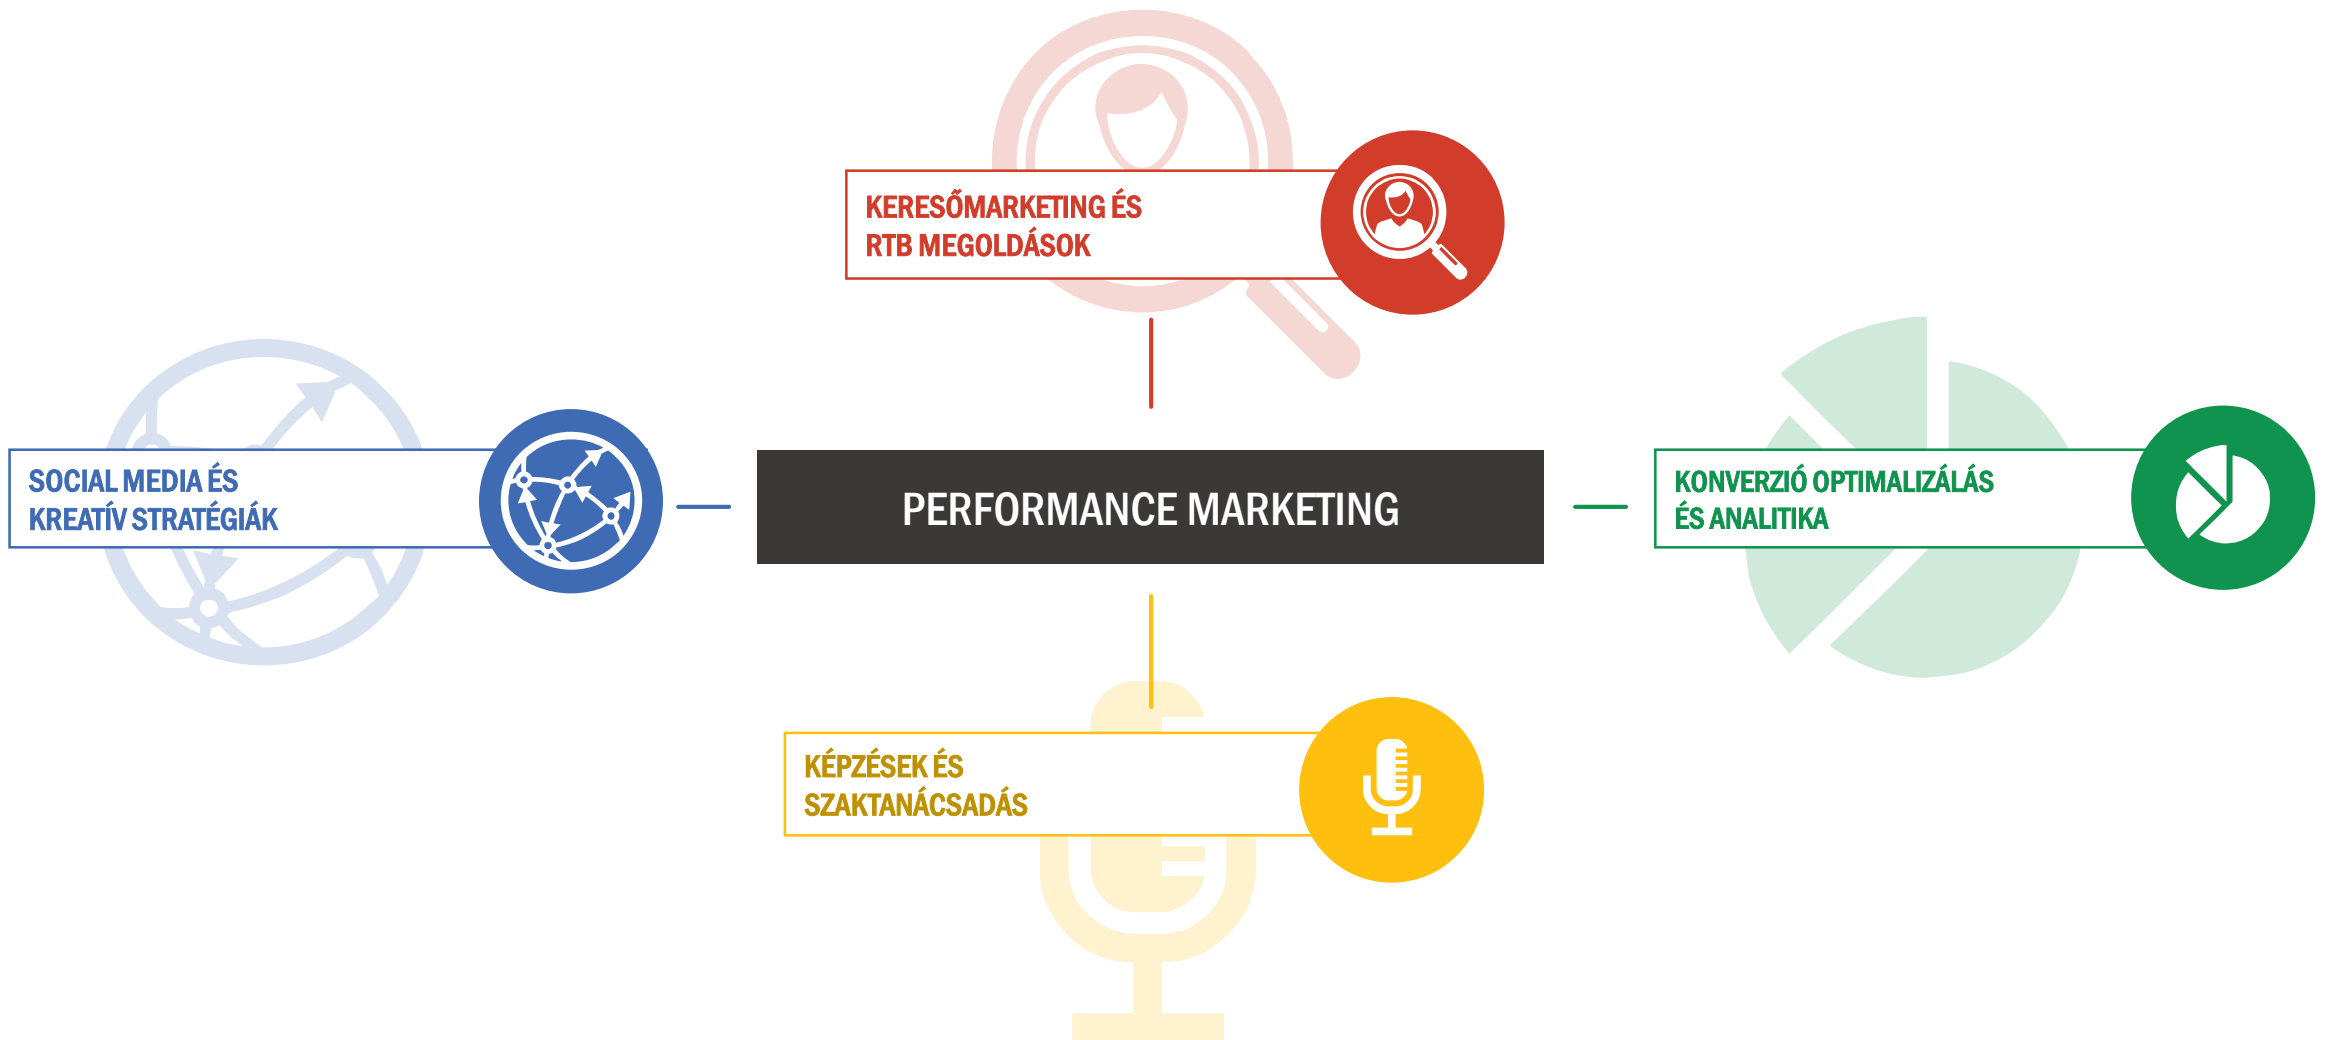 KERESŐMARKETING ÉS
RTB MEGOLDÁSOK
SOCIAL MEDIA ÉS
KREATÍV STRATÉGIÁK
PERFORMANCE MARKETING
KONVERZIÓ OPTIMALIZÁLÁS
ÉS ANALITIKA
KÉPZÉSEK ÉS
SZAKTANÁCSADÁS